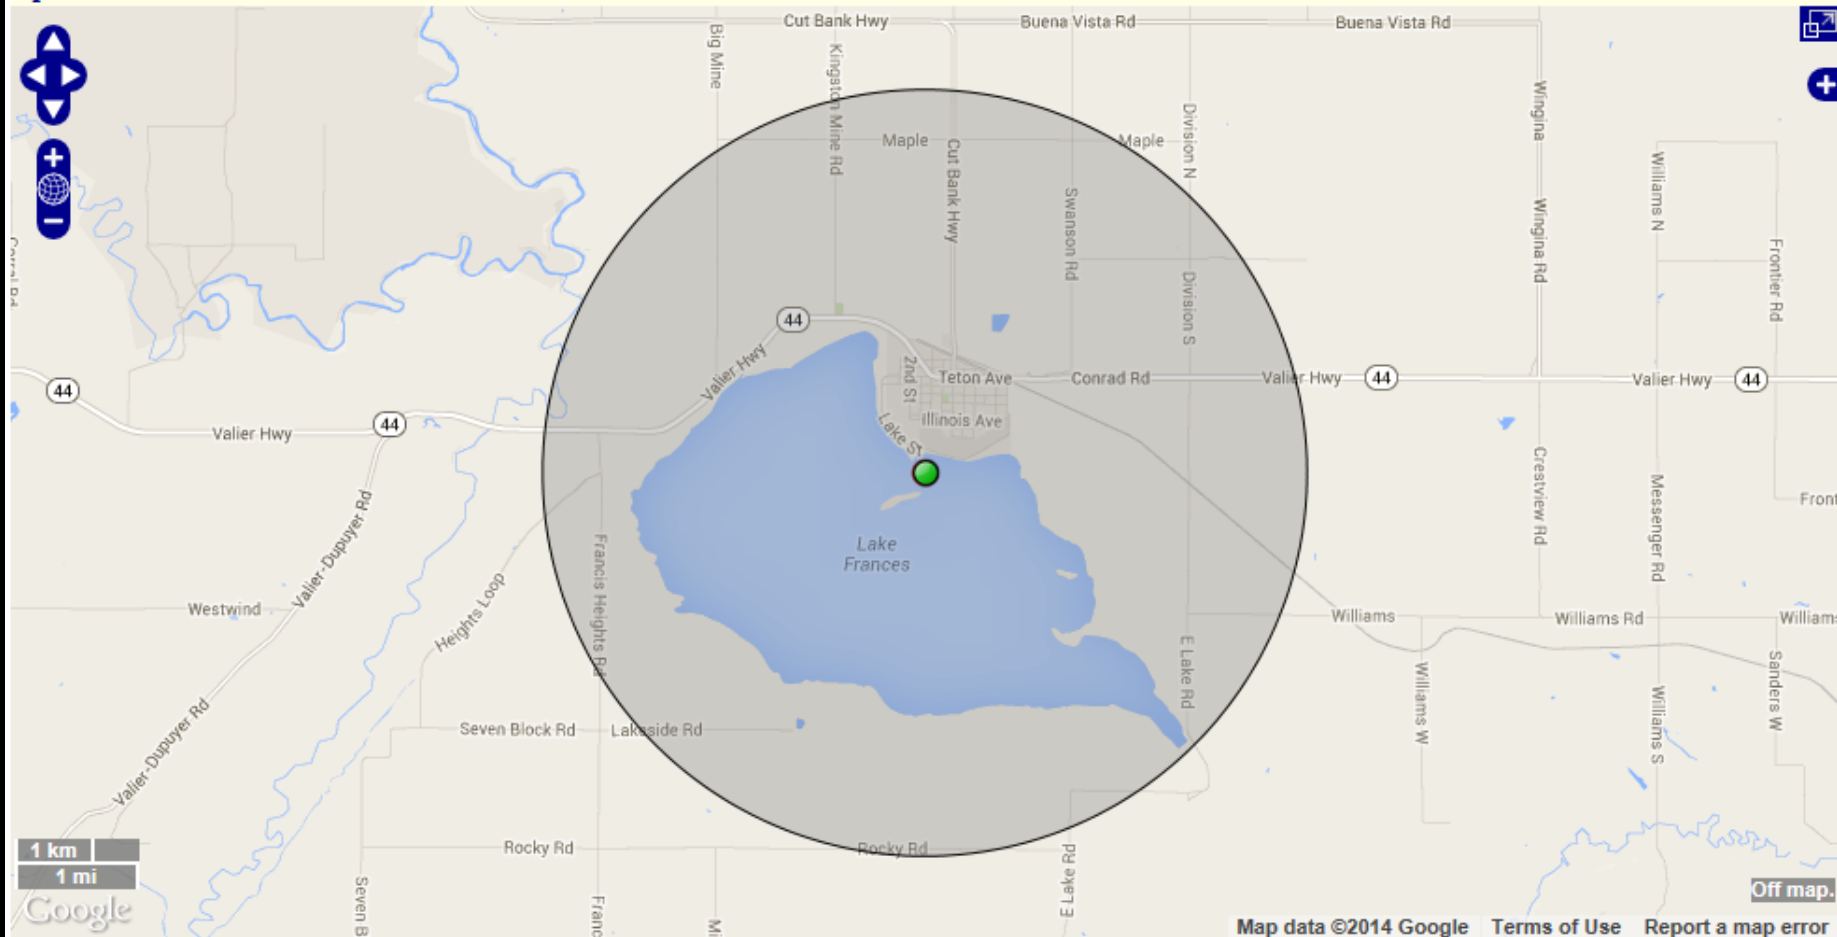 Cut Bank Hwy
Buena Vista Rd
Buena Vista Rd
Big Mine
Kingston Mine Rd
Maple
Cut Bank Hwy
Maple
Division N
Swanson Rd
Division S
Wingina
Wingina Rd
Williams N
Frontier Rd
44
Valier Hwy
2nd St
Teton Ave
Conrad Rd
Valier Hwy
44
Valier Hwy
44
44
Valier Hwy
44
Illinois Ave
Lake St
Lake
Frances
Crestview Rd
Messenger Rd
Front
Valier-Dupuyer Rd
Westwind
Heights Loop
Francis Heights Rd
E Lake Rd
Williams
Williams Rd
Williams
Williams W
Williams S
Sanders W
Valier-Dupuyer Rd
Seven Block Rd
Lakeside Rd
Rocky Rd
Rocky Rd
E Lake Rd
Seven B
Franc
Mi
1 km
1 mi
Google
Off map.
Map data ©2014 Google
Terms of Use
Report a map error